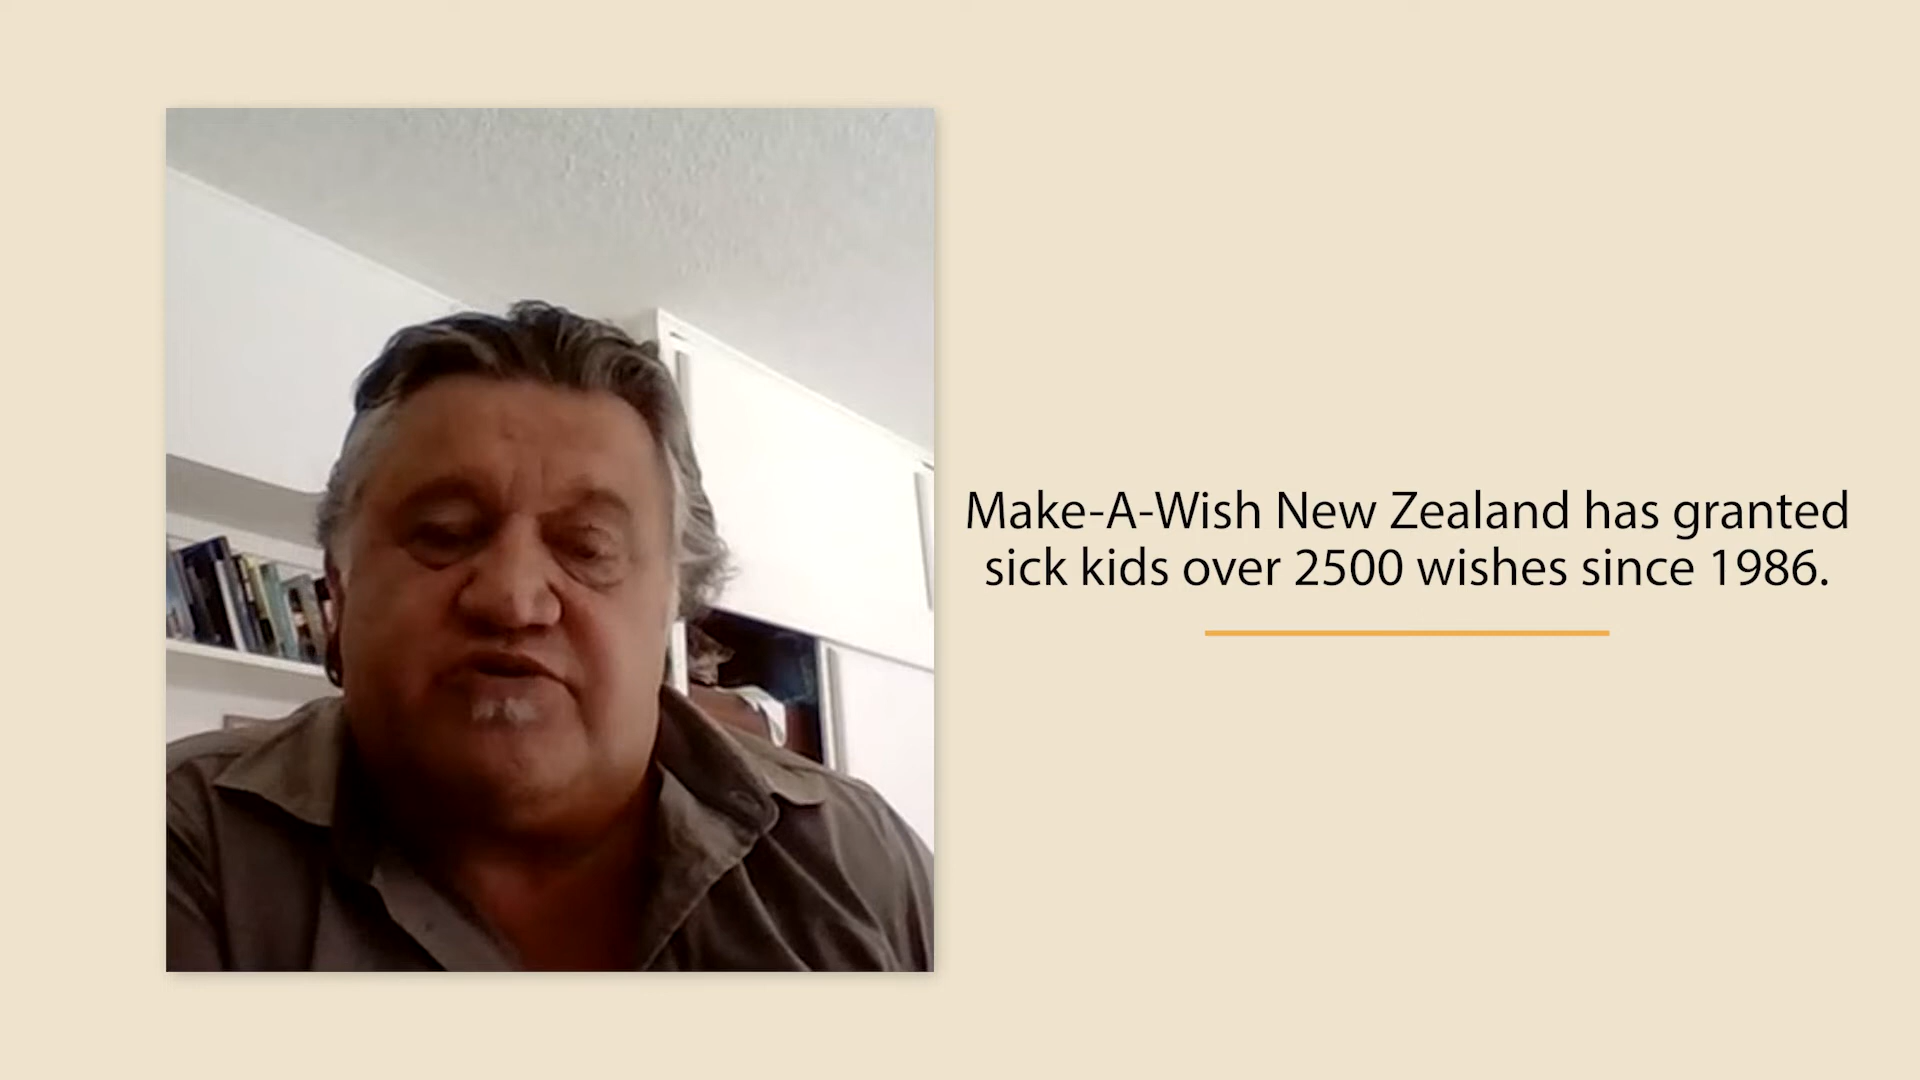 Make-A-Wish New Zealand has granted
sick kids over 2500 wishes since 1986.